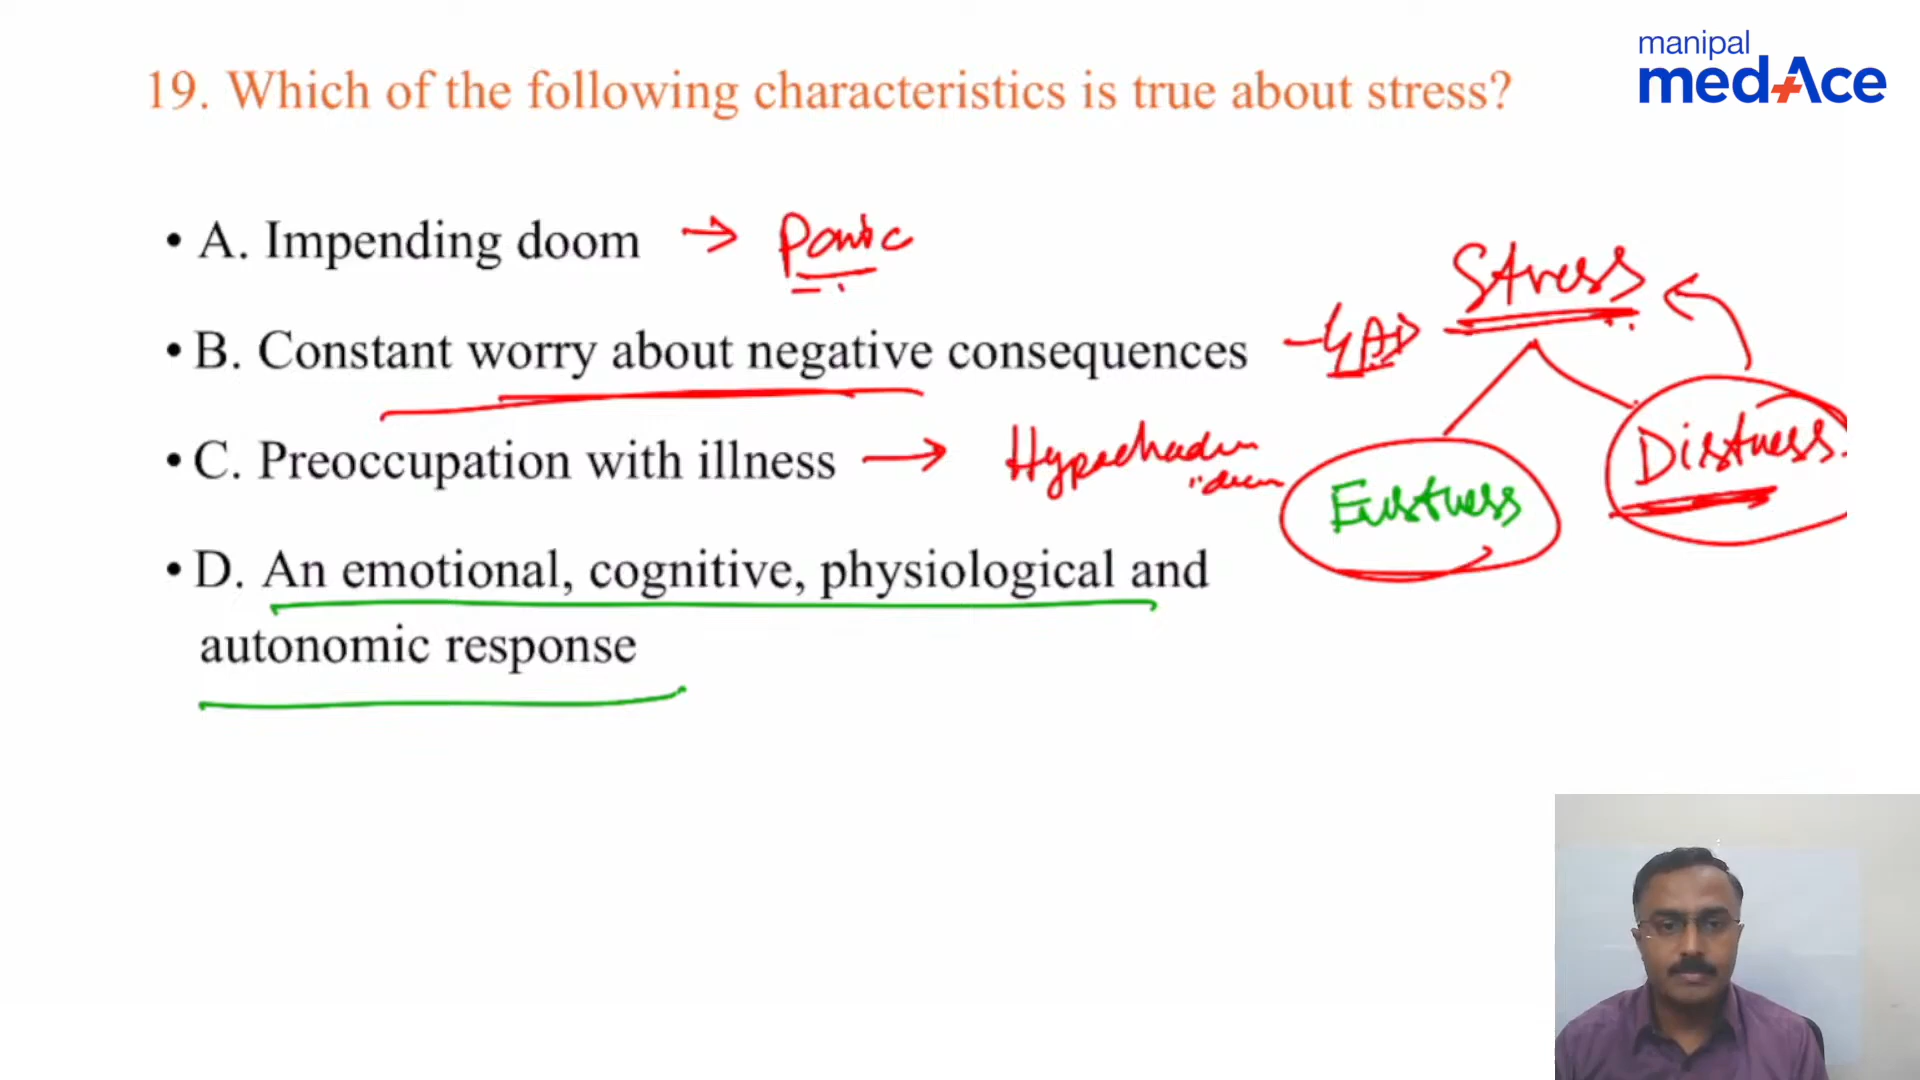 manipal
medAce
19. Which of the following characteristics is true about stress?
• A. Impending doom → Panic
• B. Constant worry about negative consequences → GAD
• C. Preoccupation with illness →
• D. An emotional, cognitive, physiological and
autonomic response
Stress
Eustress
Distress